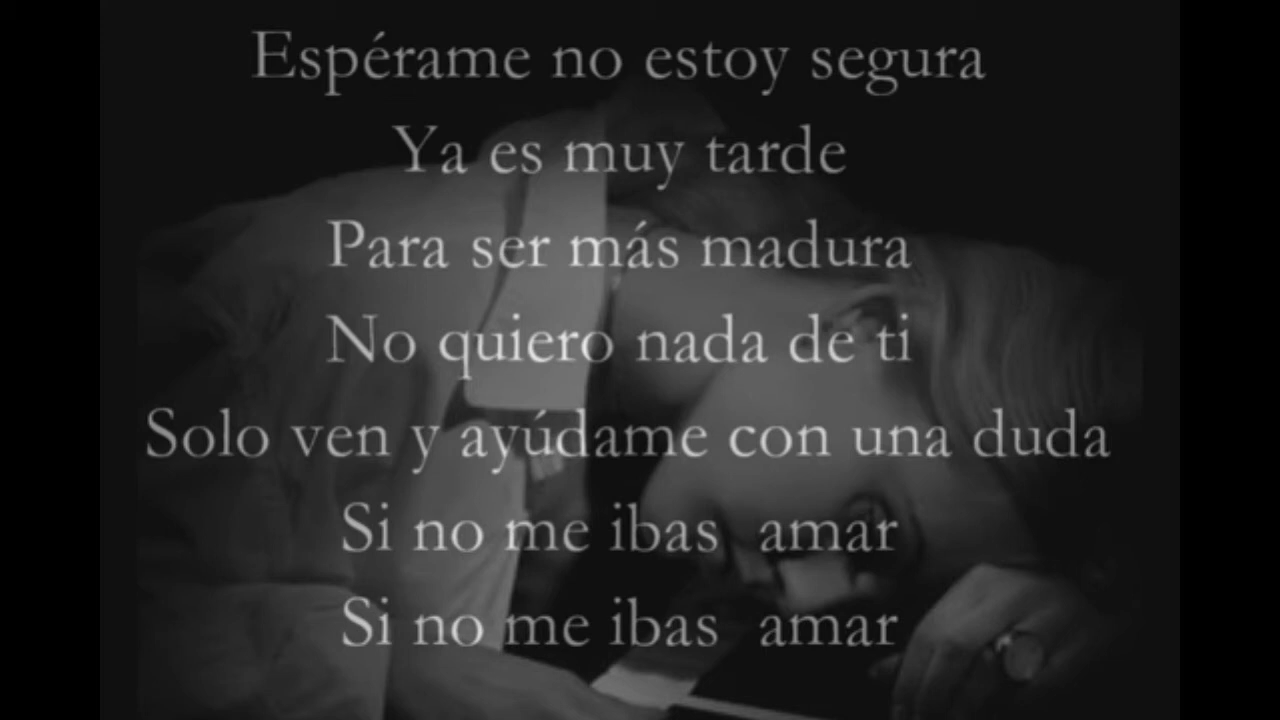 Espérame no estoy segura
Ya es muy tarde
Para ser más madura
No quiero nada de ti
Solo ven y ayúdame con una duda
Si no me ibas amar
Si no me ibas amar